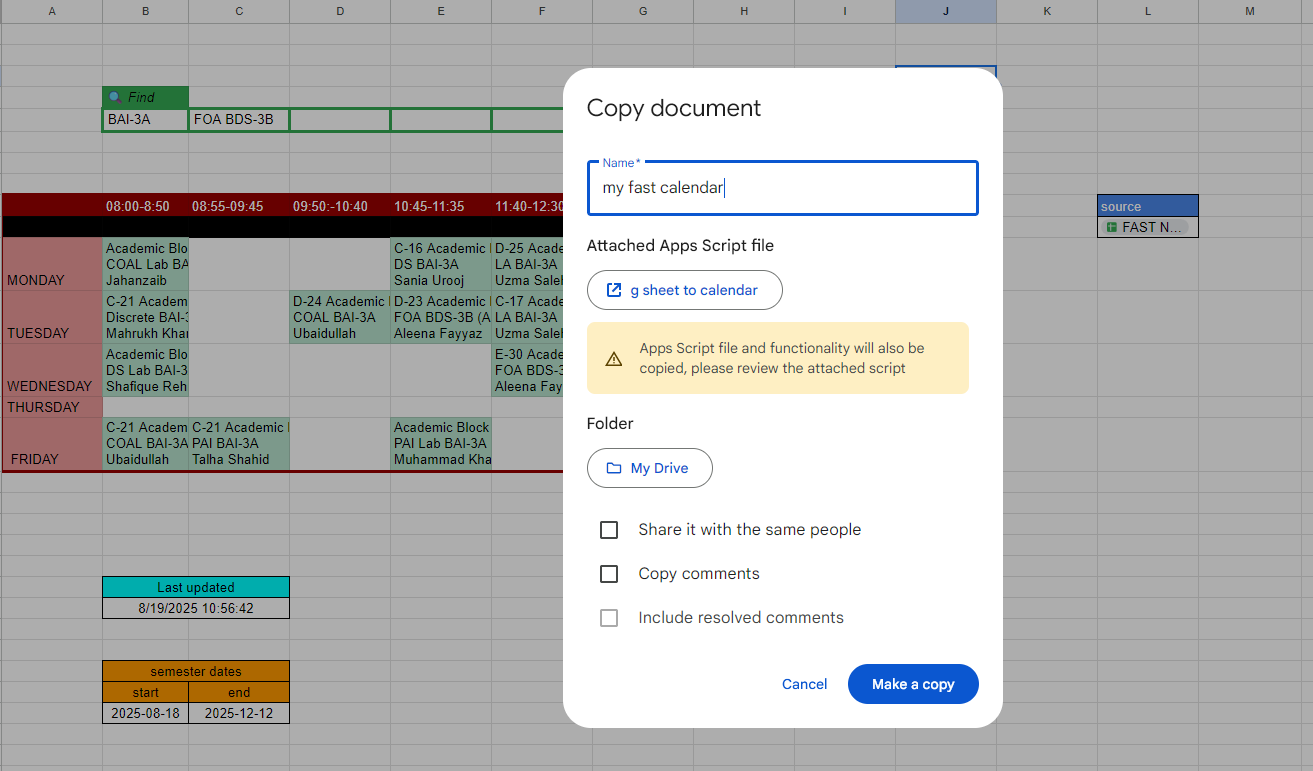 A B C D E F G H I J K L M
Find
BAI-3A FOA BDS-3B
08:00-8:50 08:55-09:45 09:50:-10:40 10:45-11:35 11:40-12:30
MONDAY
Academic Blo
COAL Lab BA
Jahanzaib
C-16 Academic
DS BAI-3A
Sania Urooj
D-25 Acade
LA BAI-3A
Uzma Saleh
TUESDAY
C-21 Academ
Discrete BAI-3
Mahrukh Khan
D-24 Academic
COAL BAI-3A
Ubaidullah
D-23 Academic
FOA BDS-3B (A
Aleena Fayyaz
C-17 Acade
LA BAI-3A
Uzma Saleh
WEDNESDAY
Academic Blo
DS Lab BAI-3
Shafique Reh
E-30 Acade
FOA BDS-3
Aleena Fay
THURSDAY
FRIDAY
C-21 Academ
COAL BAI-3A
Ubaidullah
C-21 Academic
PAI BAI-3A
Talha Shahid
Academic Block
PAI Lab BAI-3A
Muhammad Kha
Last updated
8/19/2025 10:56:42
semester dates
start end
2025-08-18 2025-12-12
Copy document
Name*
my fast calendar
Attached Apps Script file
g sheet to calendar
Apps Script file and functionality will also be
copied, please review the attached script
Folder
My Drive
Share it with the same people
Copy comments
Include resolved comments
Cancel Make a copy
source
FAST N...